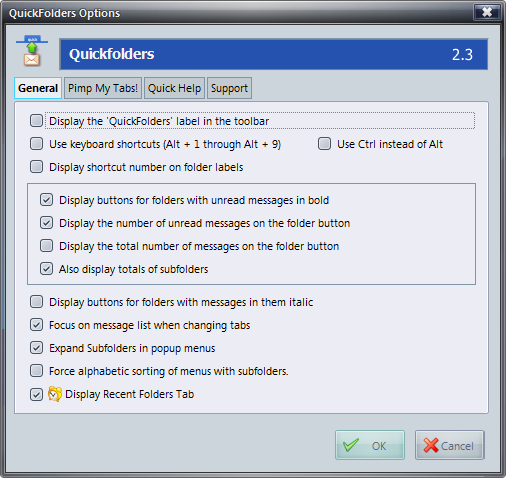 QuickFolders Options
Quickfolders 2.3
General Pimp My Tabs! Quick Help Support
Display the 'QuickFolders' label in the toolbar
Use keyboard shortcuts (Alt + 1 through Alt + 9) Use Ctrl instead of Alt
Display shortcut number on folder labels
Display buttons for folders with unread messages in bold
Display the number of unread messages on the folder button
Display the total number of messages on the folder button
Also display totals of subfolders
Display buttons for folders with messages in them italic
Focus on message list when changing tabs
Expand Subfolders in popup menus
Force alphabetic sorting of menus with subfolders.
Display Recent Folders Tab
OK Cancel